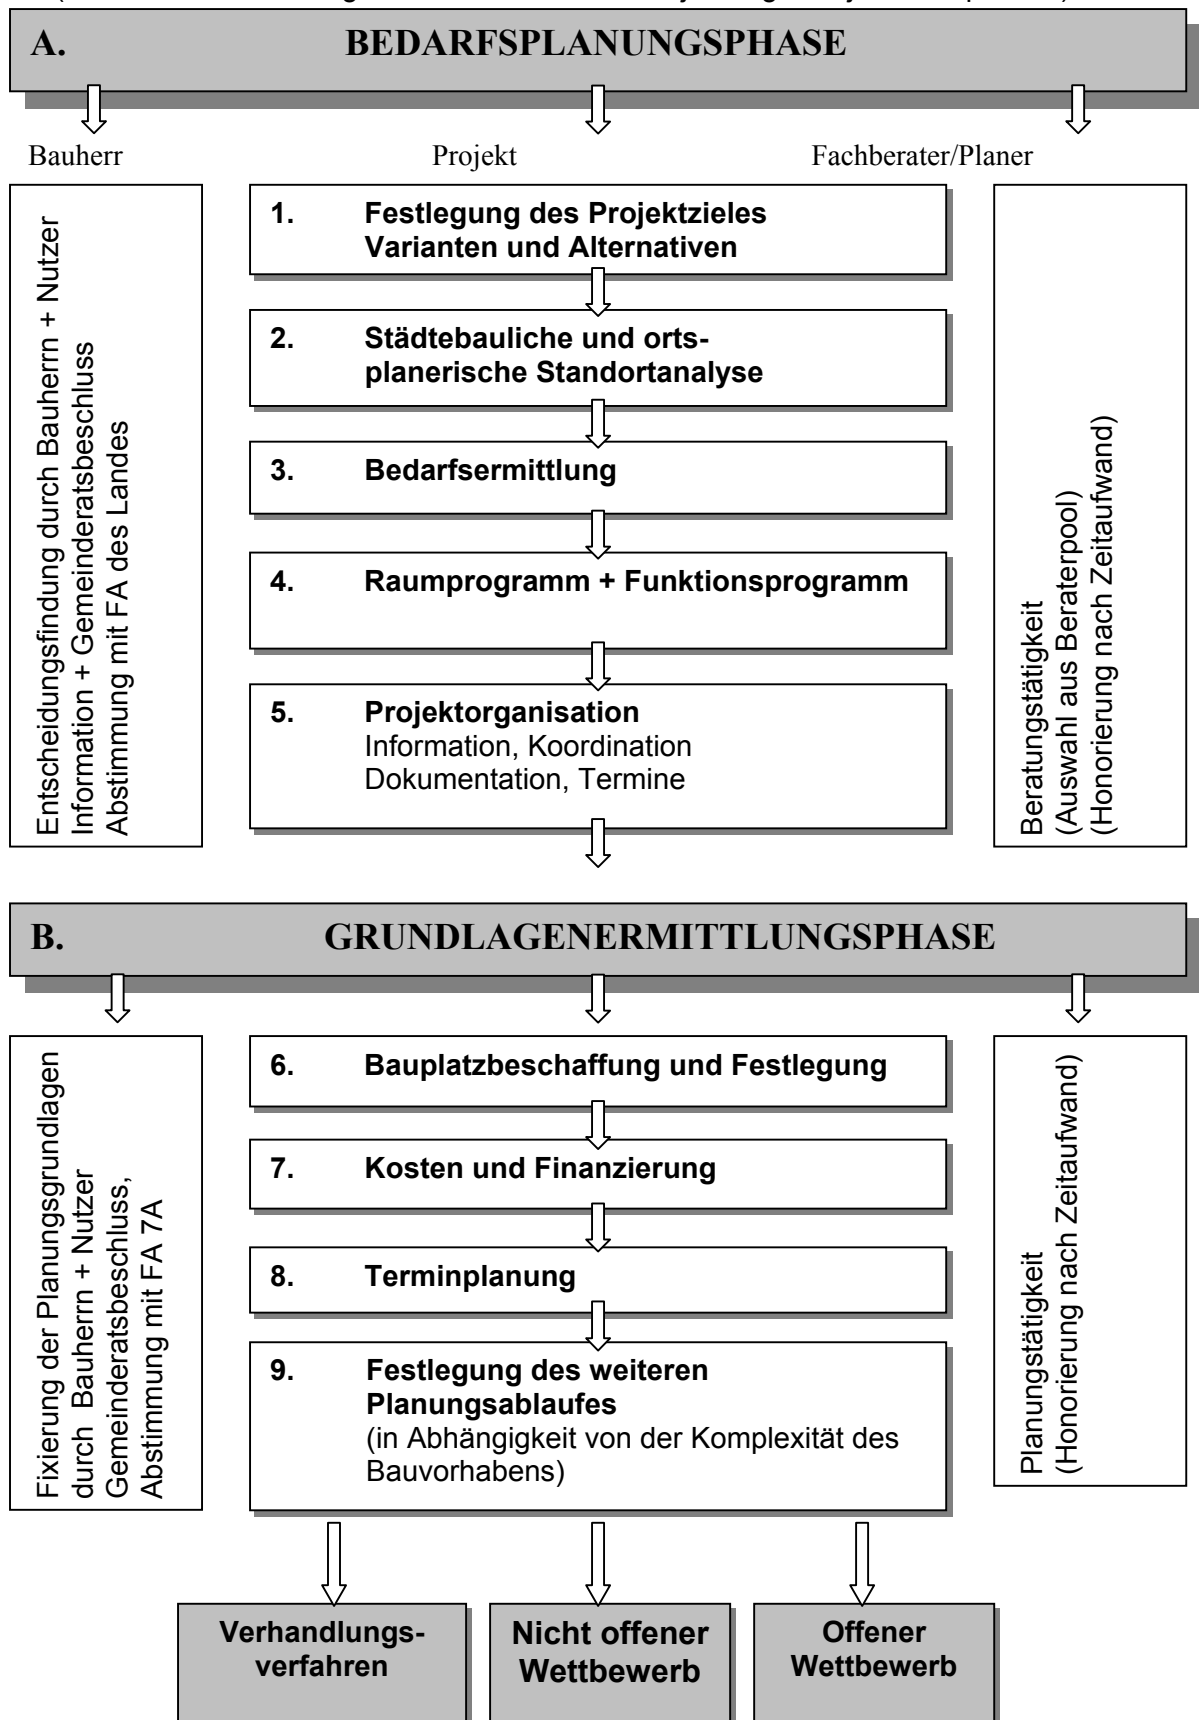 A. BEDARFSPLANUNGSPHASE
Bauherr Projekt Fachberater/Planer
Entscheidungsfindung durch Bauherrn + Nutzer
Information + Gemeinderatsbeschluss
Abstimmung mit FA des Landes
1. Festlegung des Projektzieles
Varianten und Alternativen
2. Städtebauliche und orts-
planerische Standortanalyse
3. Bedarfsermittlung
4. Raumprogramm + Funktionsprogramm
5. Projektorganisation
Information, Koordination
Dokumentation, Termine
Beratungstätigkeit
(Auswahl aus Beraterpool)
(Honorierung nach Zeitaufwand)
B. GRUNDLAGENERMITTLUNGSPHASE
Fixierung der Planungsgrundlagen
durch Bauherrn + Nutzer
Gemeinderatsbeschluss,
Abstimmung mit FA 7A
6. Bauplatzbeschaffung und Festlegung
7. Kosten und Finanzierung
8. Terminplanung
9. Festlegung des weiteren
Planungsablaufes
(in Abhängigkeit von der Komplexität des
Bauvorhabens)
Planungstätigkeit
(Honorierung nach Zeitaufwand)
Verhandlungs-
verfahren
Nicht offener
Wettbewerb
Offener
Wettbewerb